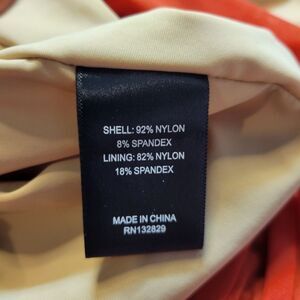 SHELL: 92% NYLON
8% SPANDEX
LINING: 82% NYLON
18% SPANDEX
MADE IN CHINA
RN132829